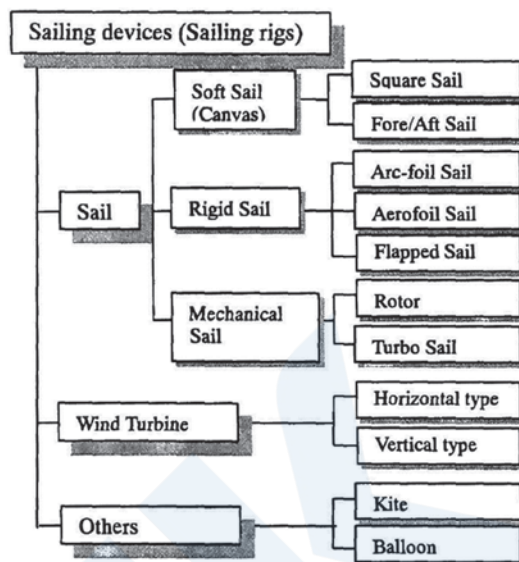 Sailing devices (Sailing rigs)
Soft Sail
(Canvas)
Square Sail
Fore/Aft Sail
Sail
Rigid Sail
Arc-foil Sail
Aerofoil Sail
Flapped Sail
Mechanical
Sail
Rotor
Turbo Sail
Wind Turbine
Horizontal type
Vertical type
Others
Kite
Balloon